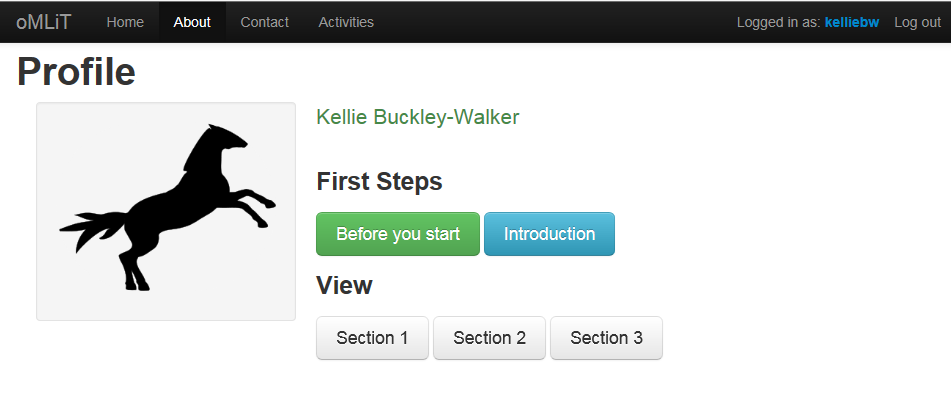 oMLiT Home About Contact Activities Logged in as: kelliebw Log out
Profile
Kellie Buckley-Walker
First Steps
Before you start Introduction
View
Section 1 Section 2 Section 3